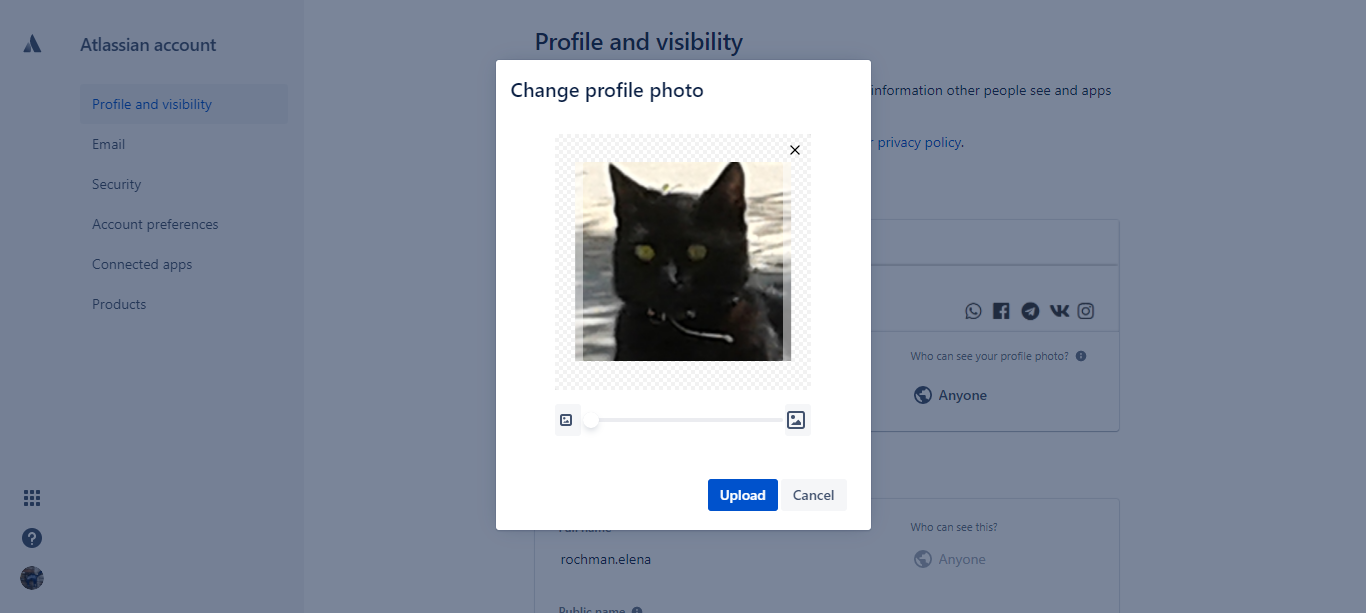 Atlassian account
Profile and visibility
Email
Security
Account preferences
Connected apps
Products
Profile and visibility
information other people see and apps
privacy policy.
Change profile photo
Upload
Cancel
Who can see your profile photo?
Anyone
Full name
Who can see this?
rochman.elena
Anyone
Public name